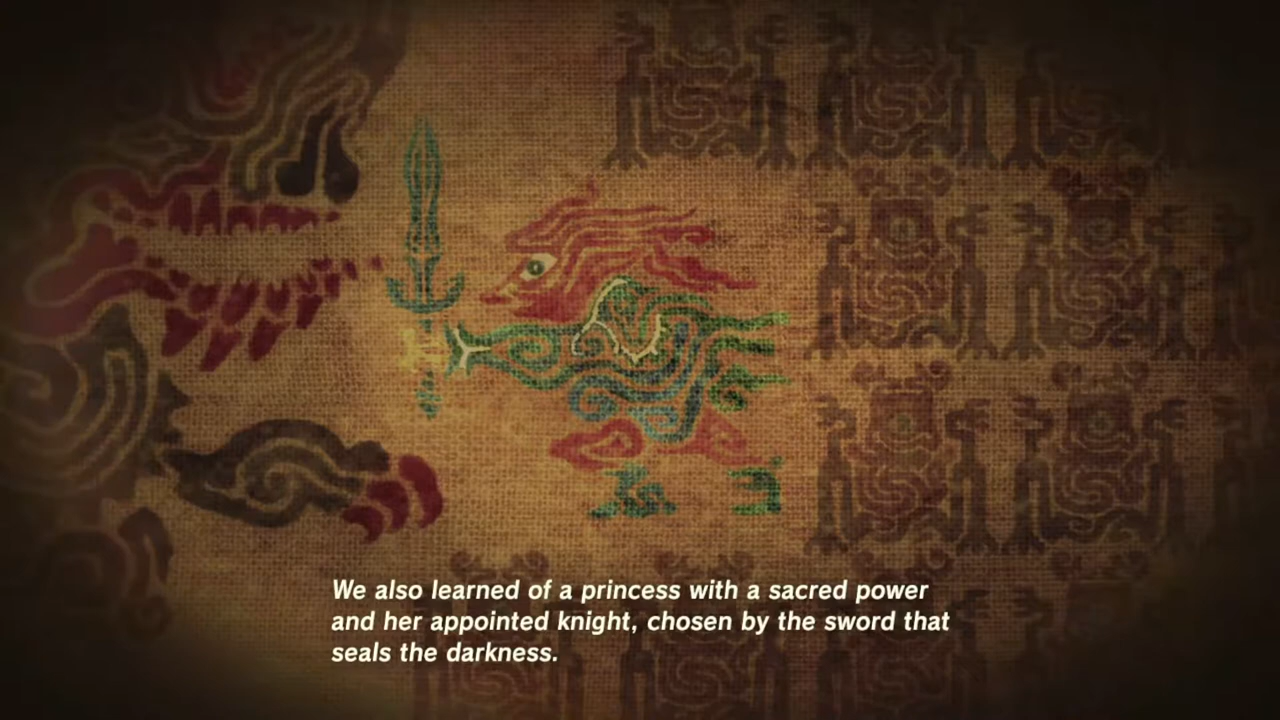 We also learned of a princess with a sacred power
and her appointed knight, chosen by the sword that
seals the darkness.